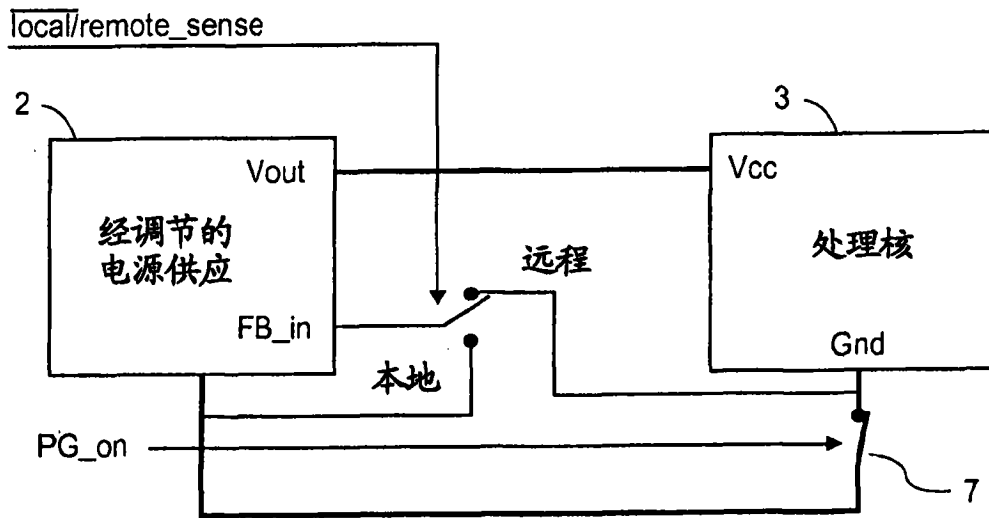 local/remote_sense
2
3
Vout
Vcc
经调节的
电源供应
处理核
远程
FB_in
Gnd
本地
PG_on
7